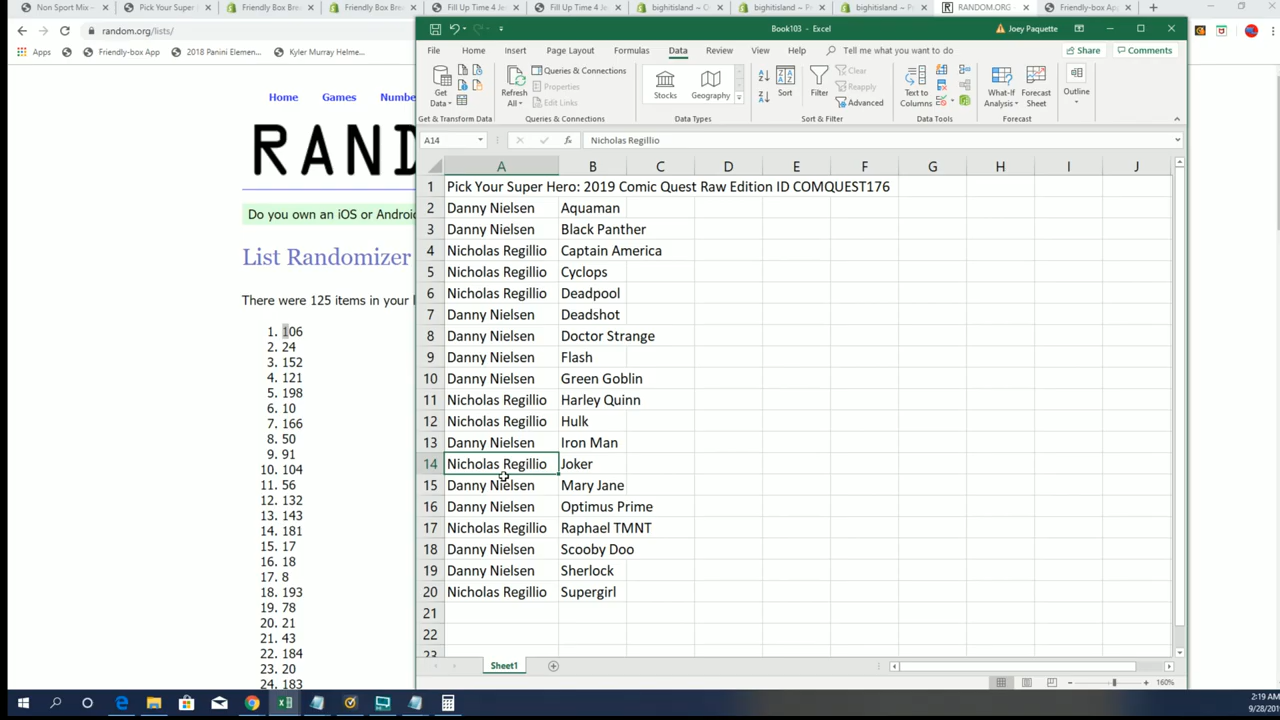 Non Sport Mix –
Pick Your Super
Friendly Box Brea
Friendly Box Brea
Fill Up Time 4 Je
Fill Up Time 4 Je
bighitisland ~ P
bighitisland ~ P
bighitisland ~ P
RANDOM.ORG -
Friendly-box Apu
random.org/lists/
Apps
Friendly-box App
2018 Panini Elemen...
Kyler Murray Helme...
Home
Games
Numbe
RAND
Do you own an iOS or Androi
List Randomizer
There were 125 items in your l
1. 106
2. 24
3. 152
4. 121
5. 198
6. 10
7. 166
8. 50
9. 91
10. 104
11. 56
12. 132
13. 143
14. 181
15. 17
16. 18
17. 8
18. 193
19. 78
20. 21
21. 43
22. 184
23. 20
24. 183
Book103 - Excel
Joey Paquette
File Home Insert Page Layout Formulas Data Review View Help Tell me what you want to do Share Comments
Get Data
Refresh All
Queries & Connections
Properties
Edit Links
Stocks
Geography
Sort
Filter
Clear
Reapply
Advanced
Text to Columns
What-If Analysis
Forecast Sheet
Outline
Get & Transform Data Queries & Connections Data Types Sort & Filter Data Tools Forecast
A14 fx Nicholas Regillio
A B C D E F G H I J
1 Pick Your Super Hero: 2019 Comic Quest Raw Edition ID COMQUEST176
2 Danny Nielsen Aquaman
3 Danny Nielsen Black Panther
4 Nicholas Regillio Captain America
5 Nicholas Regillio Cyclops
6 Nicholas Regillio Deadpool
7 Danny Nielsen Deadshot
8 Danny Nielsen Doctor Strange
9 Danny Nielsen Flash
10 Danny Nielsen Green Goblin
11 Nicholas Regillio Harley Quinn
12 Nicholas Regillio Hulk
13 Danny Nielsen Iron Man
14 Nicholas Regillio Joker
15 Danny Nielsen Mary Jane
16 Danny Nielsen Optimus Prime
17 Nicholas Regillio Raphael TMNT
18 Danny Nielsen Scooby Doo
19 Danny Nielsen Sherlock
20 Nicholas Regillio Supergirl
21
22
23
Sheet1
160%
2:19 AM
9/28/201